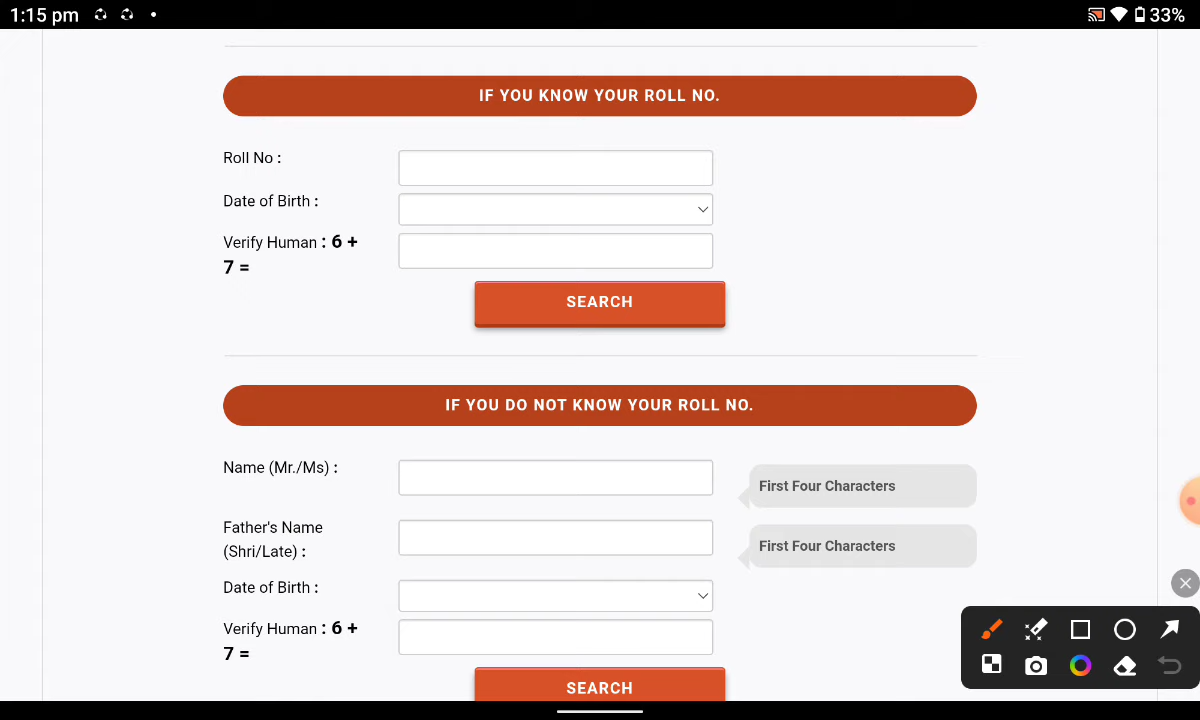 1:15 pm
33%
IF YOU KNOW YOUR ROLL NO.
Roll No :
Date of Birth :
Verify Human : 6 +
7 =
SEARCH
IF YOU DO NOT KNOW YOUR ROLL NO.
Name (Mr./Ms) :
First Four Characters
Father's Name
(Shri/Late) :
First Four Characters
Date of Birth :
Verify Human : 6 +
7 =
SEARCH